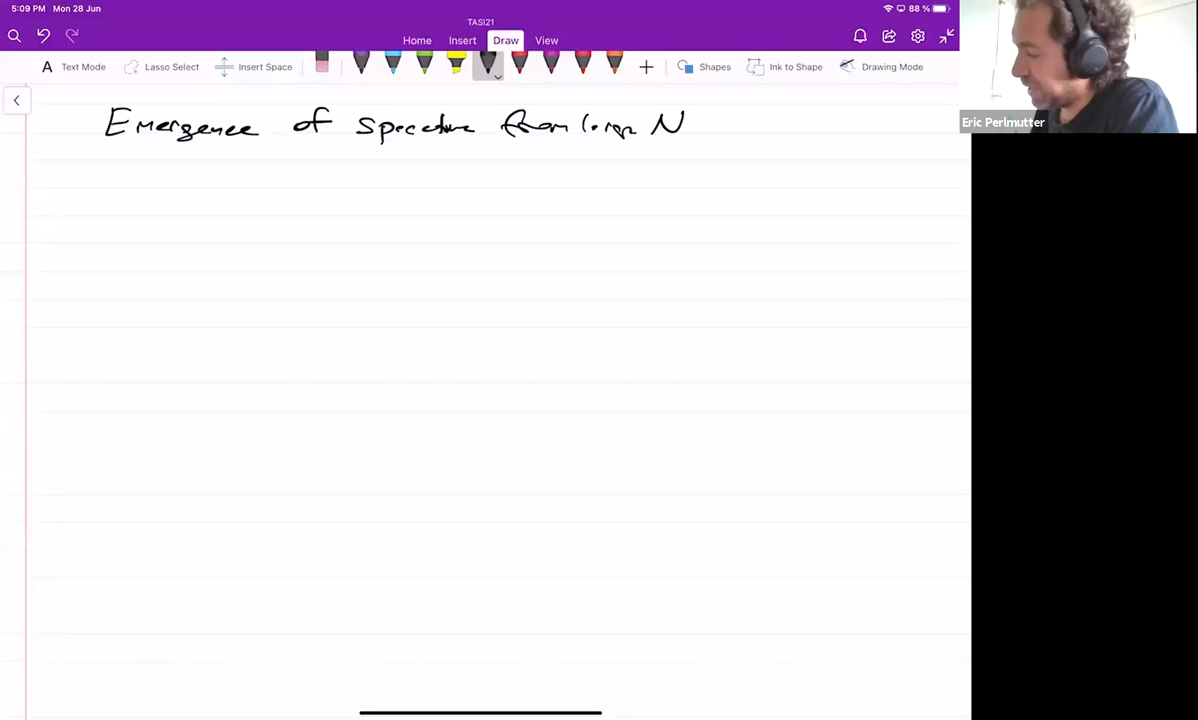 5:09 PM Mon 28 Jun
88 %
TASI21
Home Insert Draw View
A Text Mode Lasso Select Insert Space Shapes Ink to Shape Drawing Mode
Eric Perlmutter
Emergence of spacetime from large N